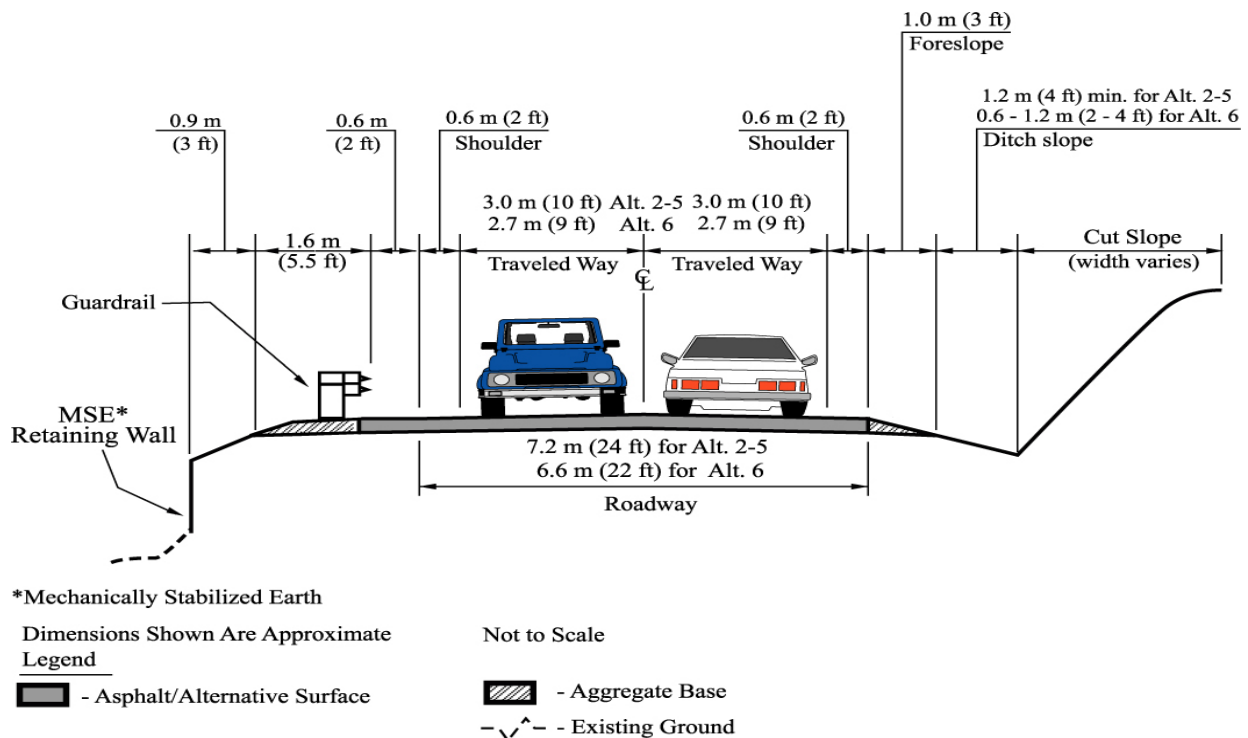 1.0 m (3 ft)
Foreslope
1.2 m (4 ft) min. for Alt. 2-5
0.6 - 1.2 m (2 - 4 ft) for Alt. 6
Ditch slope
0.9 m
(3 ft)
0.6 m
(2 ft)
0.6 m (2 ft)
Shoulder
0.6 m (2 ft)
Shoulder
3.0 m (10 ft) Alt. 2-5 3.0 m (10 ft)
2.7 m (9 ft) Alt. 6 2.7 m (9 ft)
Traveled Way
Traveled Way
CL
1.6 m
(5.5 ft)
Cut Slope
(width varies)
Guardrail
MSE*
Retaining Wall
7.2 m (24 ft) for Alt. 2-5
6.6 m (22 ft) for Alt. 6
Roadway
*Mechanically Stabilized Earth
Dimensions Shown Are Approximate
Not to Scale
Legend
- Asphalt/Alternative Surface
- Aggregate Base
- Existing Ground